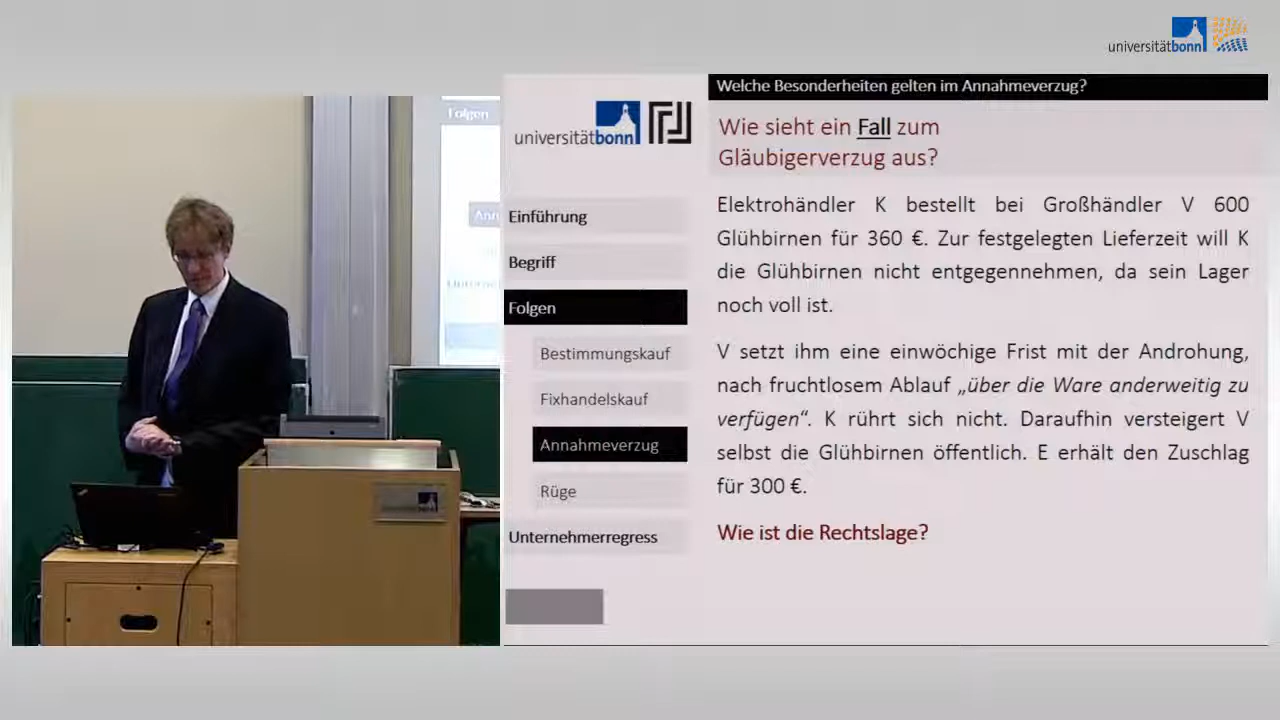 universitätbonn
Folgen
Welche Besonderheiten gelten im Annahmeverzug?
universitätbonn
Wie sieht ein Fall zum
Gläubigerverzug aus?
Einführung
Begriff
Folgen
Bestimmungskauf
Fixhandelskauf
Annahmeverzug
Rüge
Unternehmerregress
Elektrohändler K bestellt bei Großhändler V 600
Glühbirnen für 360 €. Zur festgelegten Lieferzeit will K
die Glühbirnen nicht entgegennehmen, da sein Lager
noch voll ist.
V setzt ihm eine einwöchige Frist mit der Androhung,
nach fruchtlosem Ablauf „über die Ware anderweitig zu
verfügen“. K rührt sich nicht. Daraufhin versteigert V
selbst die Glühbirnen öffentlich. E erhält den Zuschlag
für 300 €.
Wie ist die Rechtslage?